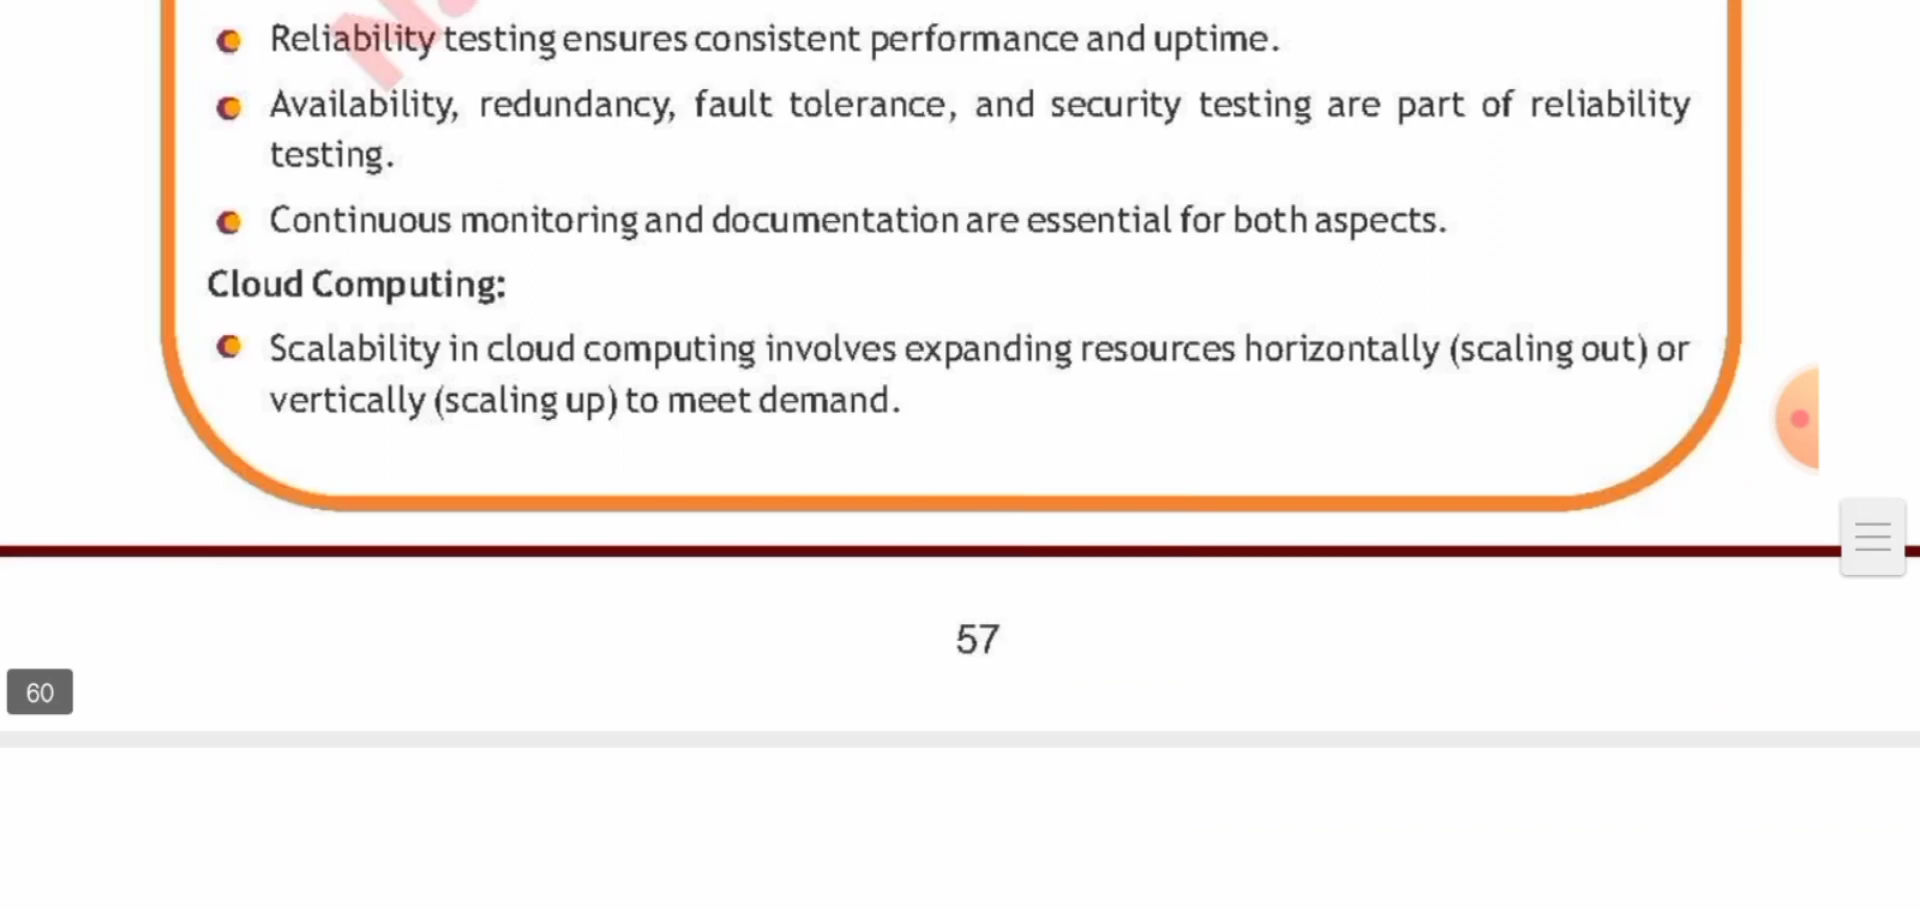 Reliability testing ensures consistent performance and uptime.
Availability, redundancy, fault tolerance, and security testing are part of reliability
testing.
Continuous monitoring and documentation are essential for both aspects.
Cloud Computing:
Scalability in cloud computing involves expanding resources horizontally (scaling out) or
vertically (scaling up) to meet demand.
57
60